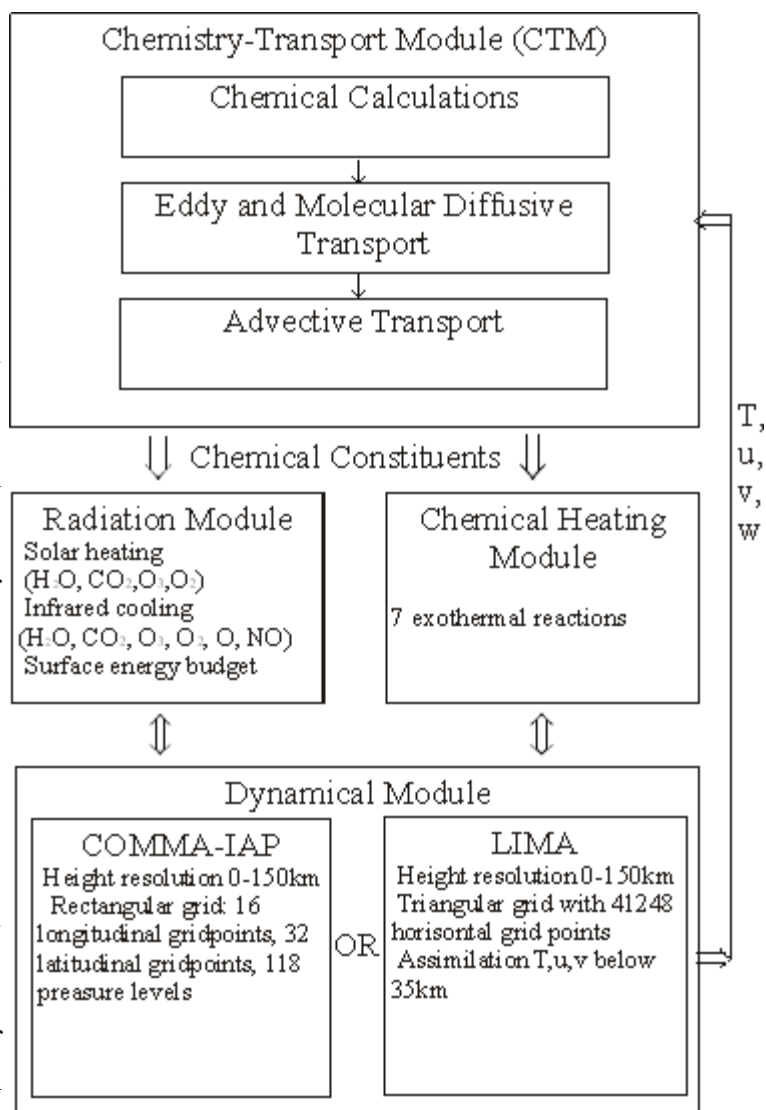 Chemistry-Transport Module (CTM)
Chemical Calculations
Eddy and Molecular Diffusive
Transport
Advective Transport
Chemical Constituents
T,
u,
v,
w
Radiation Module
Solar heating
(H₂O, CO₂,O₃,O₂)
Infrared cooling
(H₂O, CO₂, O₃, O₂, O, NO)
Surface energy budget
Chemical Heating
Module
7 exothermal reactions
Dynamical Module
COMMA-IAP
Height resolution 0-150km
Rectangular grid: 16
longitudinal gridpoints, 32
latitudinal gridpoints, 118
preasure levels
OR
LIMA
Height resolution 0-150km
Triangular grid with 41248
horisontal grid points
Assimilation T,u,v below
35km